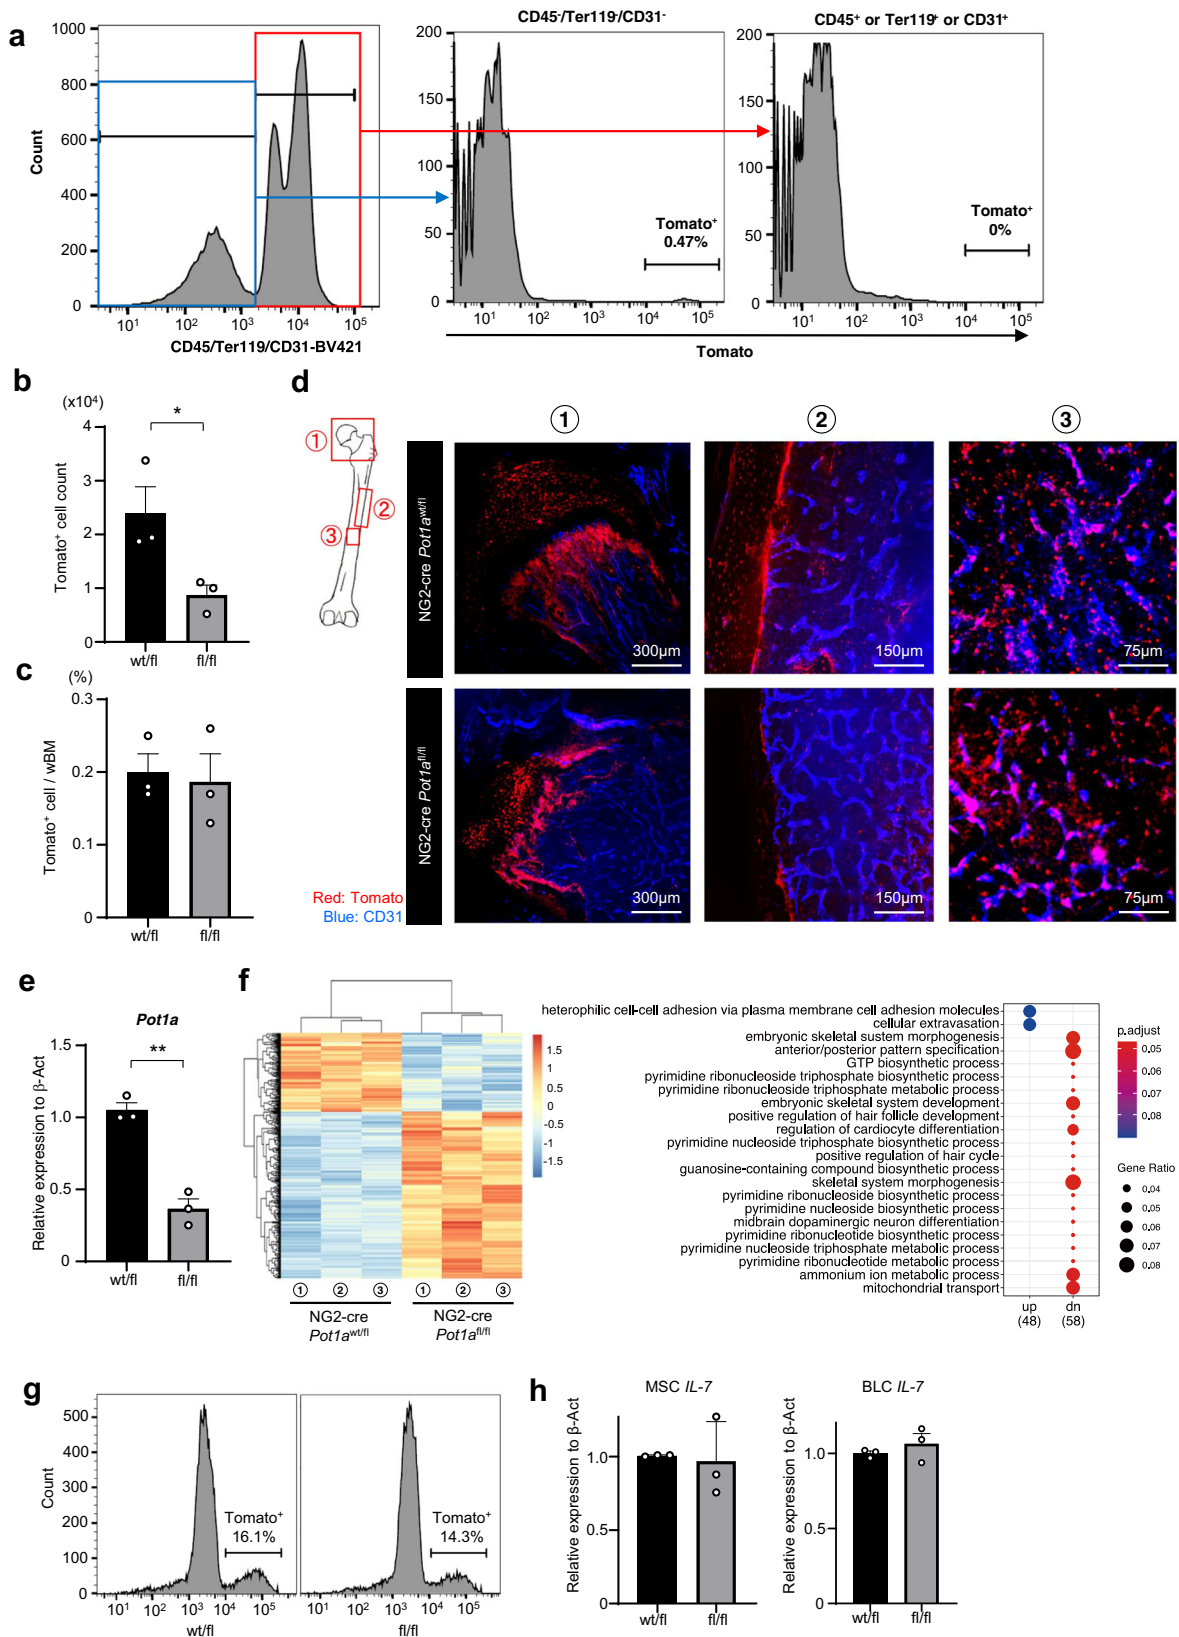 a
CD45-/Ter119-/CD31-
CD45+ or Ter119+ or CD31+
1000
800
600
400
200
0
Count
10¹ 10² 10³ 10⁴ 10⁵
CD45/Ter119/CD31-BV421
200
150
100
50
0
Tomato+
0.47%
10¹ 10² 10³ 10⁴ 10⁵
200
150
100
50
0
Tomato+
0%
10¹ 10² 10³ 10⁴ 10⁵
Tomato
b
(x10⁴)
4
3
2
1
0
Tomato+ cell count
*
wt/fl fl/fl
c
(%)
0.3
0.2
0.1
0
Tomato+ cell / wBM
wt/fl fl/fl
d
① ② ③
①
②
③
NG2-cre Pot1a^wt/fl
300µm
150µm
75µm
NG2-cre Pot1a^fl/fl
300µm
150µm
75µm
Red: Tomato
Blue: CD31
e
Pot1a
1.5
1.0
0.5
0
Relative expression to β-Act
**
wt/fl fl/fl
f
1.5
1
0.5
0
-0.5
-1
-1.5
① ② ③ ① ② ③
NG2-cre
Pot1a^wt/fl
NG2-cre
Pot1a^fl/fl
heterophilic cell-cell adhesion via plasma membrane cell adhesion molecules
cellular extravasation
embryonic skeletal sustem morphogenesis
anterior/posterior pattern specification
GTP biosynthetic process
pyrimidine ribonucleoside triphosphate biosynthetic process
pyrimidine ribonucleoside triphosphate metabolic process
embryonic skeletal system development
positive regulation of hair follicle development
regulation of cardiocyte differentiation
pyrimidine nucleoside triphosphate biosynthetic process
positive regulation of hair cycle
guanosine-containing compound biosynthetic process
skeletal system morphogenesis
pyrimidine ribonucleoside biosynthetic process
pyrimidine nucleoside biosynthetic process
midbrain dopaminergic neuron differentiation
pyrimidine ribonucleotide biosynthetic process
pyrimidine nucleoside triphosphate metabolic process
pyrimidine ribonucleotide metabolic process
ammonium ion metabolic process
mitochondrial transport
up
(48)
dn
(58)
p.adjust
0.05
0.06
0.07
0.08
Gene Ratio
0.04
0.05
0.06
0.07
0.08
g
500
400
300
200
100
0
Count
Tomato+
16.1%
10¹ 10² 10³ 10⁴ 10⁵
wt/fl
Tomato+
14.3%
10¹ 10² 10³ 10⁴ 10⁵
fl/fl
h
MSC IL-7
1.0
0.5
0
Relative expression to β-Act
wt/fl fl/fl
BLC IL-7
1.0
0.5
0
Relative expression to β-Act
wt/fl fl/fl